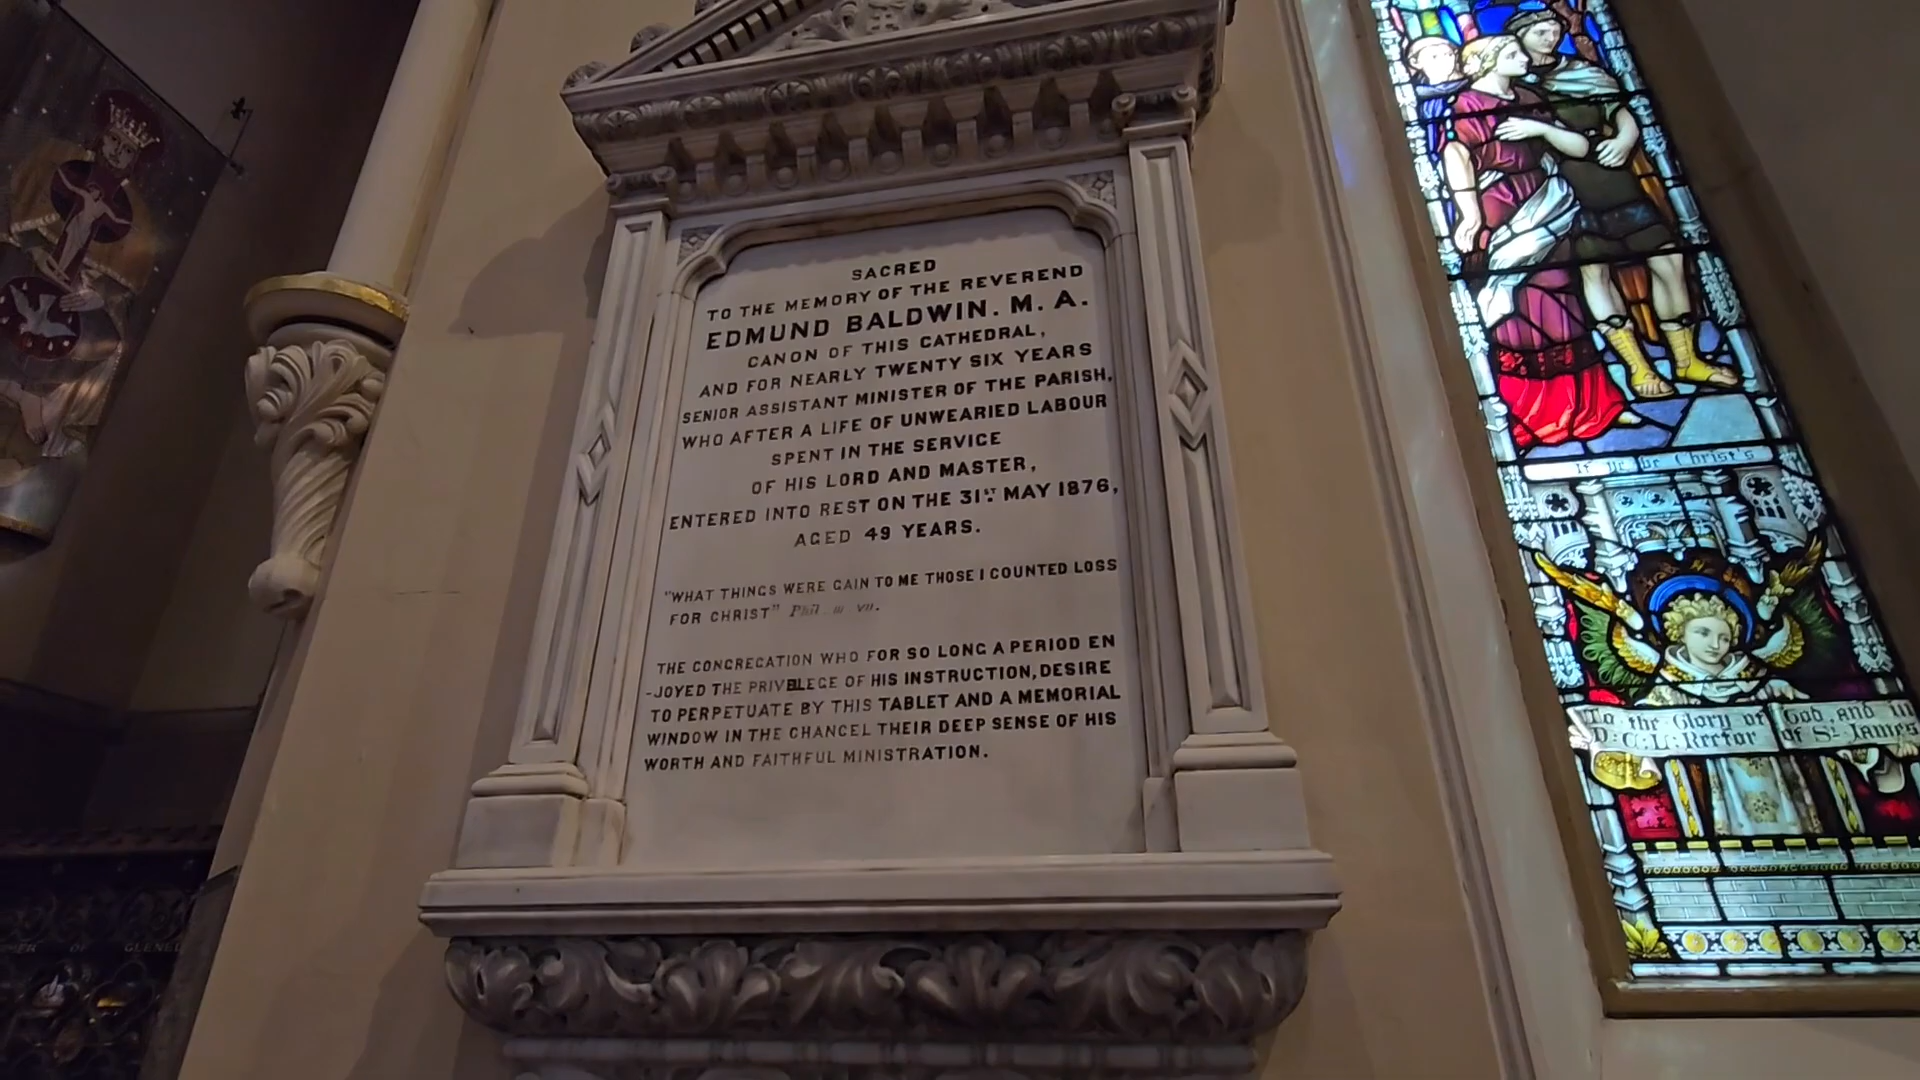 SACRED
TO THE MEMORY OF THE REVEREND
EDMUND BALDWIN. M. A.
CANON OF THIS CATHEDRAL,
AND FOR NEARLY TWENTY SIX YEARS
SENIOR ASSISTANT MINISTER OF THE PARISH,
WHO AFTER A LIFE OF UNWEARIED LABOUR
SPENT IN THE SERVICE
OF HIS LORD AND MASTER,
ENTERED INTO REST ON THE 31ST MAY 1876,
AGED 49 YEARS.
"WHAT THINGS WERE GAIN TO ME THOSE I COUNTED LOSS
FOR CHRIST" Phil. III VII.
THE CONGREGATION WHO FOR SO LONG A PERIOD EN
-JOYED THE PRIVELEGE OF HIS INSTRUCTION, DESIRE
TO PERPETUATE BY THIS TABLET AND A MEMORIAL
WINDOW IN THE CHANCEL THEIR DEEP SENSE OF HIS
WORTH AND FAITHFUL MINISTRATION.
If ye be Christ's
To the Glory of God, and in
D.C.L. Rector of St James
OF